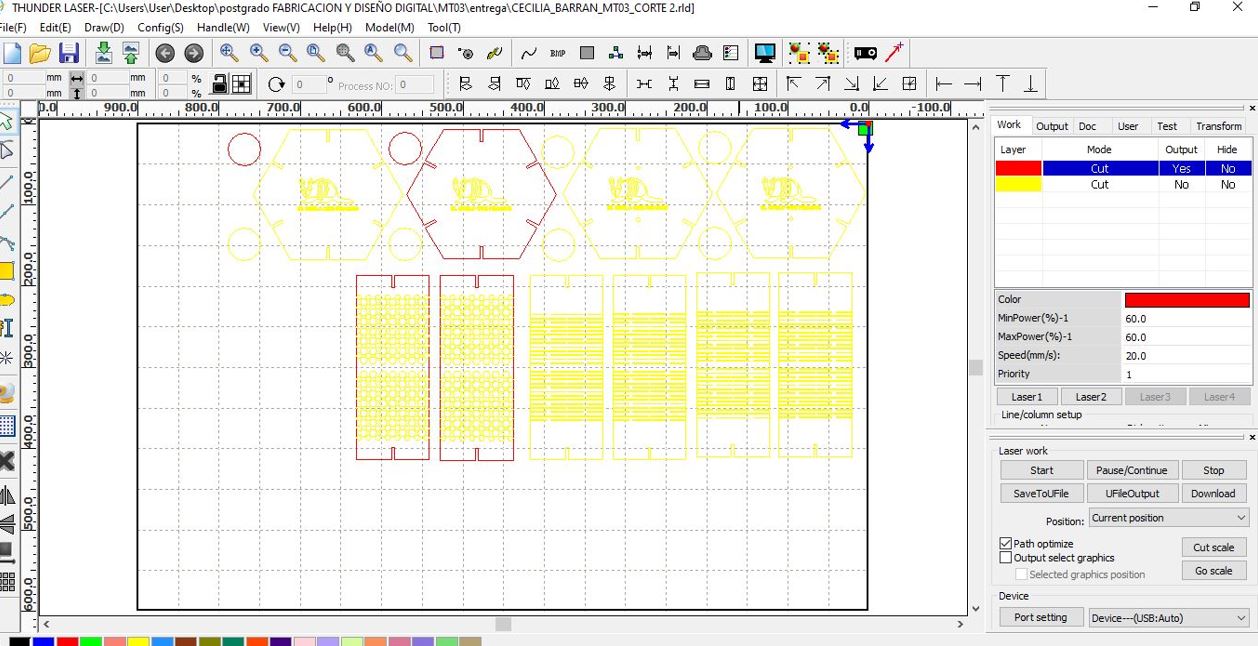 THUNDER LASER-[C:\Users\User\Desktop\postgrado FABRICACION Y DISEÑO DIGITAL\MT03\entrega\CECILIA_BARRAN_MT03_CORTE 2.rld]
File(F) Edit(E) Draw(D) Config(S) Handle(W) View(V) Help(H) Model(M) Tool(T)
BMP
0 mm 0 mm 0 % 0 ° Process NO: 0
0 mm 0 mm 0 %
0.0 900.0 800.0 700.0 600.0 500.0 400.0 300.0 200.0 100.0 0.0 -100.0
100.0
200.0
300.0
400.0
500.0
600.0
Work Output Doc User Test Transform
Layer Mode Output Hide
Cut Yes No
Cut No No
Color
MinPower(%)-1 60.0
MaxPower(%)-1 60.0
Speed(mm/s): 20.0
Priority 1
Laser1 Laser2 Laser3 Laser4
Line/column setup
Laser work
Start Pause/Continue Stop
SaveToUFile UFileOutput Download
Position: Current position
Path optimize
Output select graphics
Selected graphics position
Cut scale
Go scale
Device
Port setting Device---(USB:Auto)